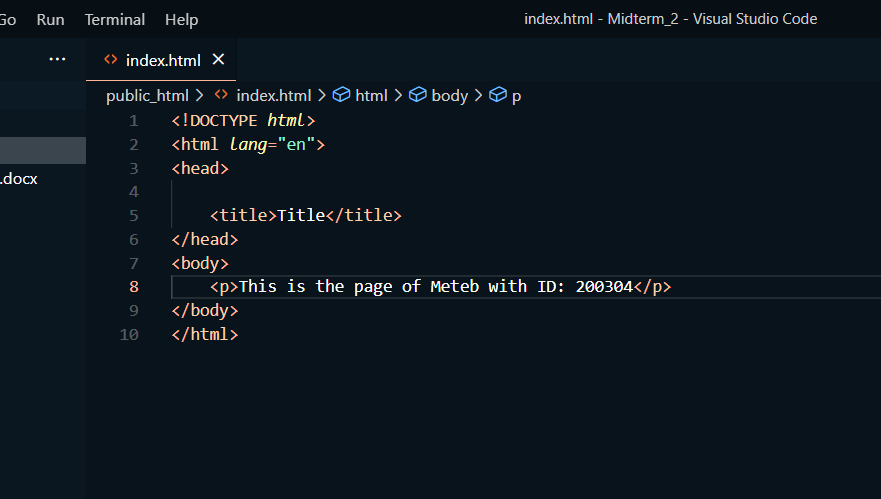 Go Run Terminal Help index.html - Midterm_2 - Visual Studio Code
... index.html
public_html > index.html > html > body > p
.docx
1 <!DOCTYPE html>
2 <html lang="en">
3 <head>
4
5 <title>Title</title>
6 </head>
7 <body>
8 <p>This is the page of Meteb with ID: 200304</p>
9 </body>
10 </html>